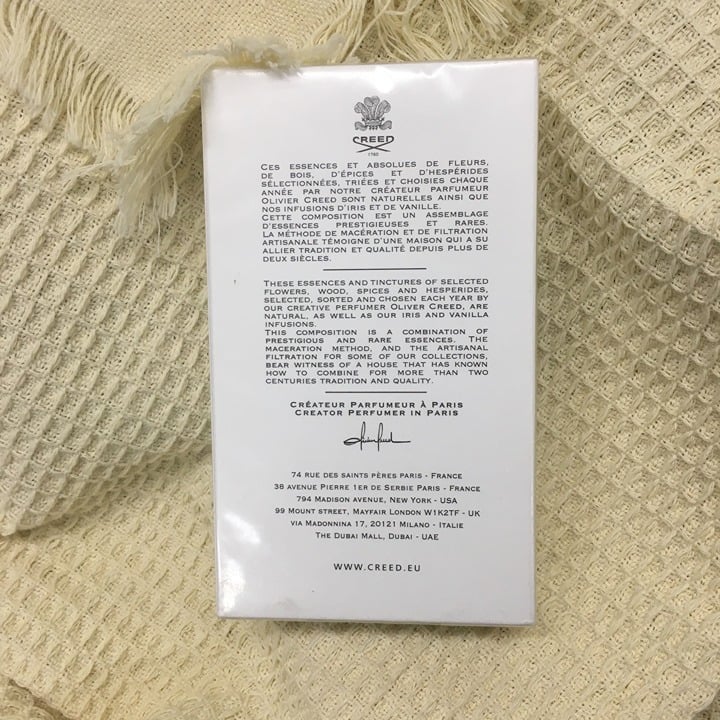 CREED
1760
CES ESSENCES ET ABSOLUES DE FLEURS,
DE BOIS, D'ÉPICES ET D'HESPÉRIDES
SÉLECTIONNÉES, TRIÉES ET CHOISIES CHAQUE
ANNÉE PAR NOTRE CRÉATEUR PARFUMEUR
OLIVIER CREED SONT NATURELLES AINSI QUE
NOS INFUSIONS D'IRIS ET DE VANILLE.
CETTE COMPOSITION EST UN ASSEMBLAGE
D'ESSENCES PRESTIGIEUSES ET RARES.
LA MÉTHODE DE MACÉRATION ET DE FILTRATION
ARTISANALE TÉMOIGNE D'UNE MAISON QUI A SU
ALLIER TRADITION ET QUALITÉ DEPUIS PLUS DE
DEUX SIÈCLES.
THESE ESSENCES AND TINCTURES OF SELECTED
FLOWERS, WOOD, SPICES AND HESPERIDES,
SELECTED, SORTED AND CHOSEN EACH YEAR BY
OUR CREATIVE PERFUMER OLIVER CREED, ARE
NATURAL, AS WELL AS OUR IRIS AND VANILLA
INFUSIONS.
THIS COMPOSITION IS A COMBINATION OF
PRESTIGIOUS AND RARE ESSENCES. THE
MACERATION METHOD, AND THE ARTISANAL
FILTRATION FOR SOME OF OUR COLLECTIONS,
BEAR WITNESS OF A HOUSE THAT HAS KNOWN
HOW TO COMBINE FOR MORE THAN TWO
CENTURIES TRADITION AND QUALITY.
CRÉATEUR PARFUMEUR À PARIS
CREATOR PERFUMER IN PARIS
74 RUE DES SAINTS PÈRES PARIS - FRANCE
38 AVENUE PIERRE 1ER DE SERBIE PARIS - FRANCE
794 MADISON AVENUE, NEW YORK - USA
99 MOUNT STREET, MAYFAIR LONDON W1K2TF - UK
VIA MADONNINA 17, 20121 MILANO - ITALIE
THE DUBAI MALL, DUBAI - UAE
WWW.CREED.EU